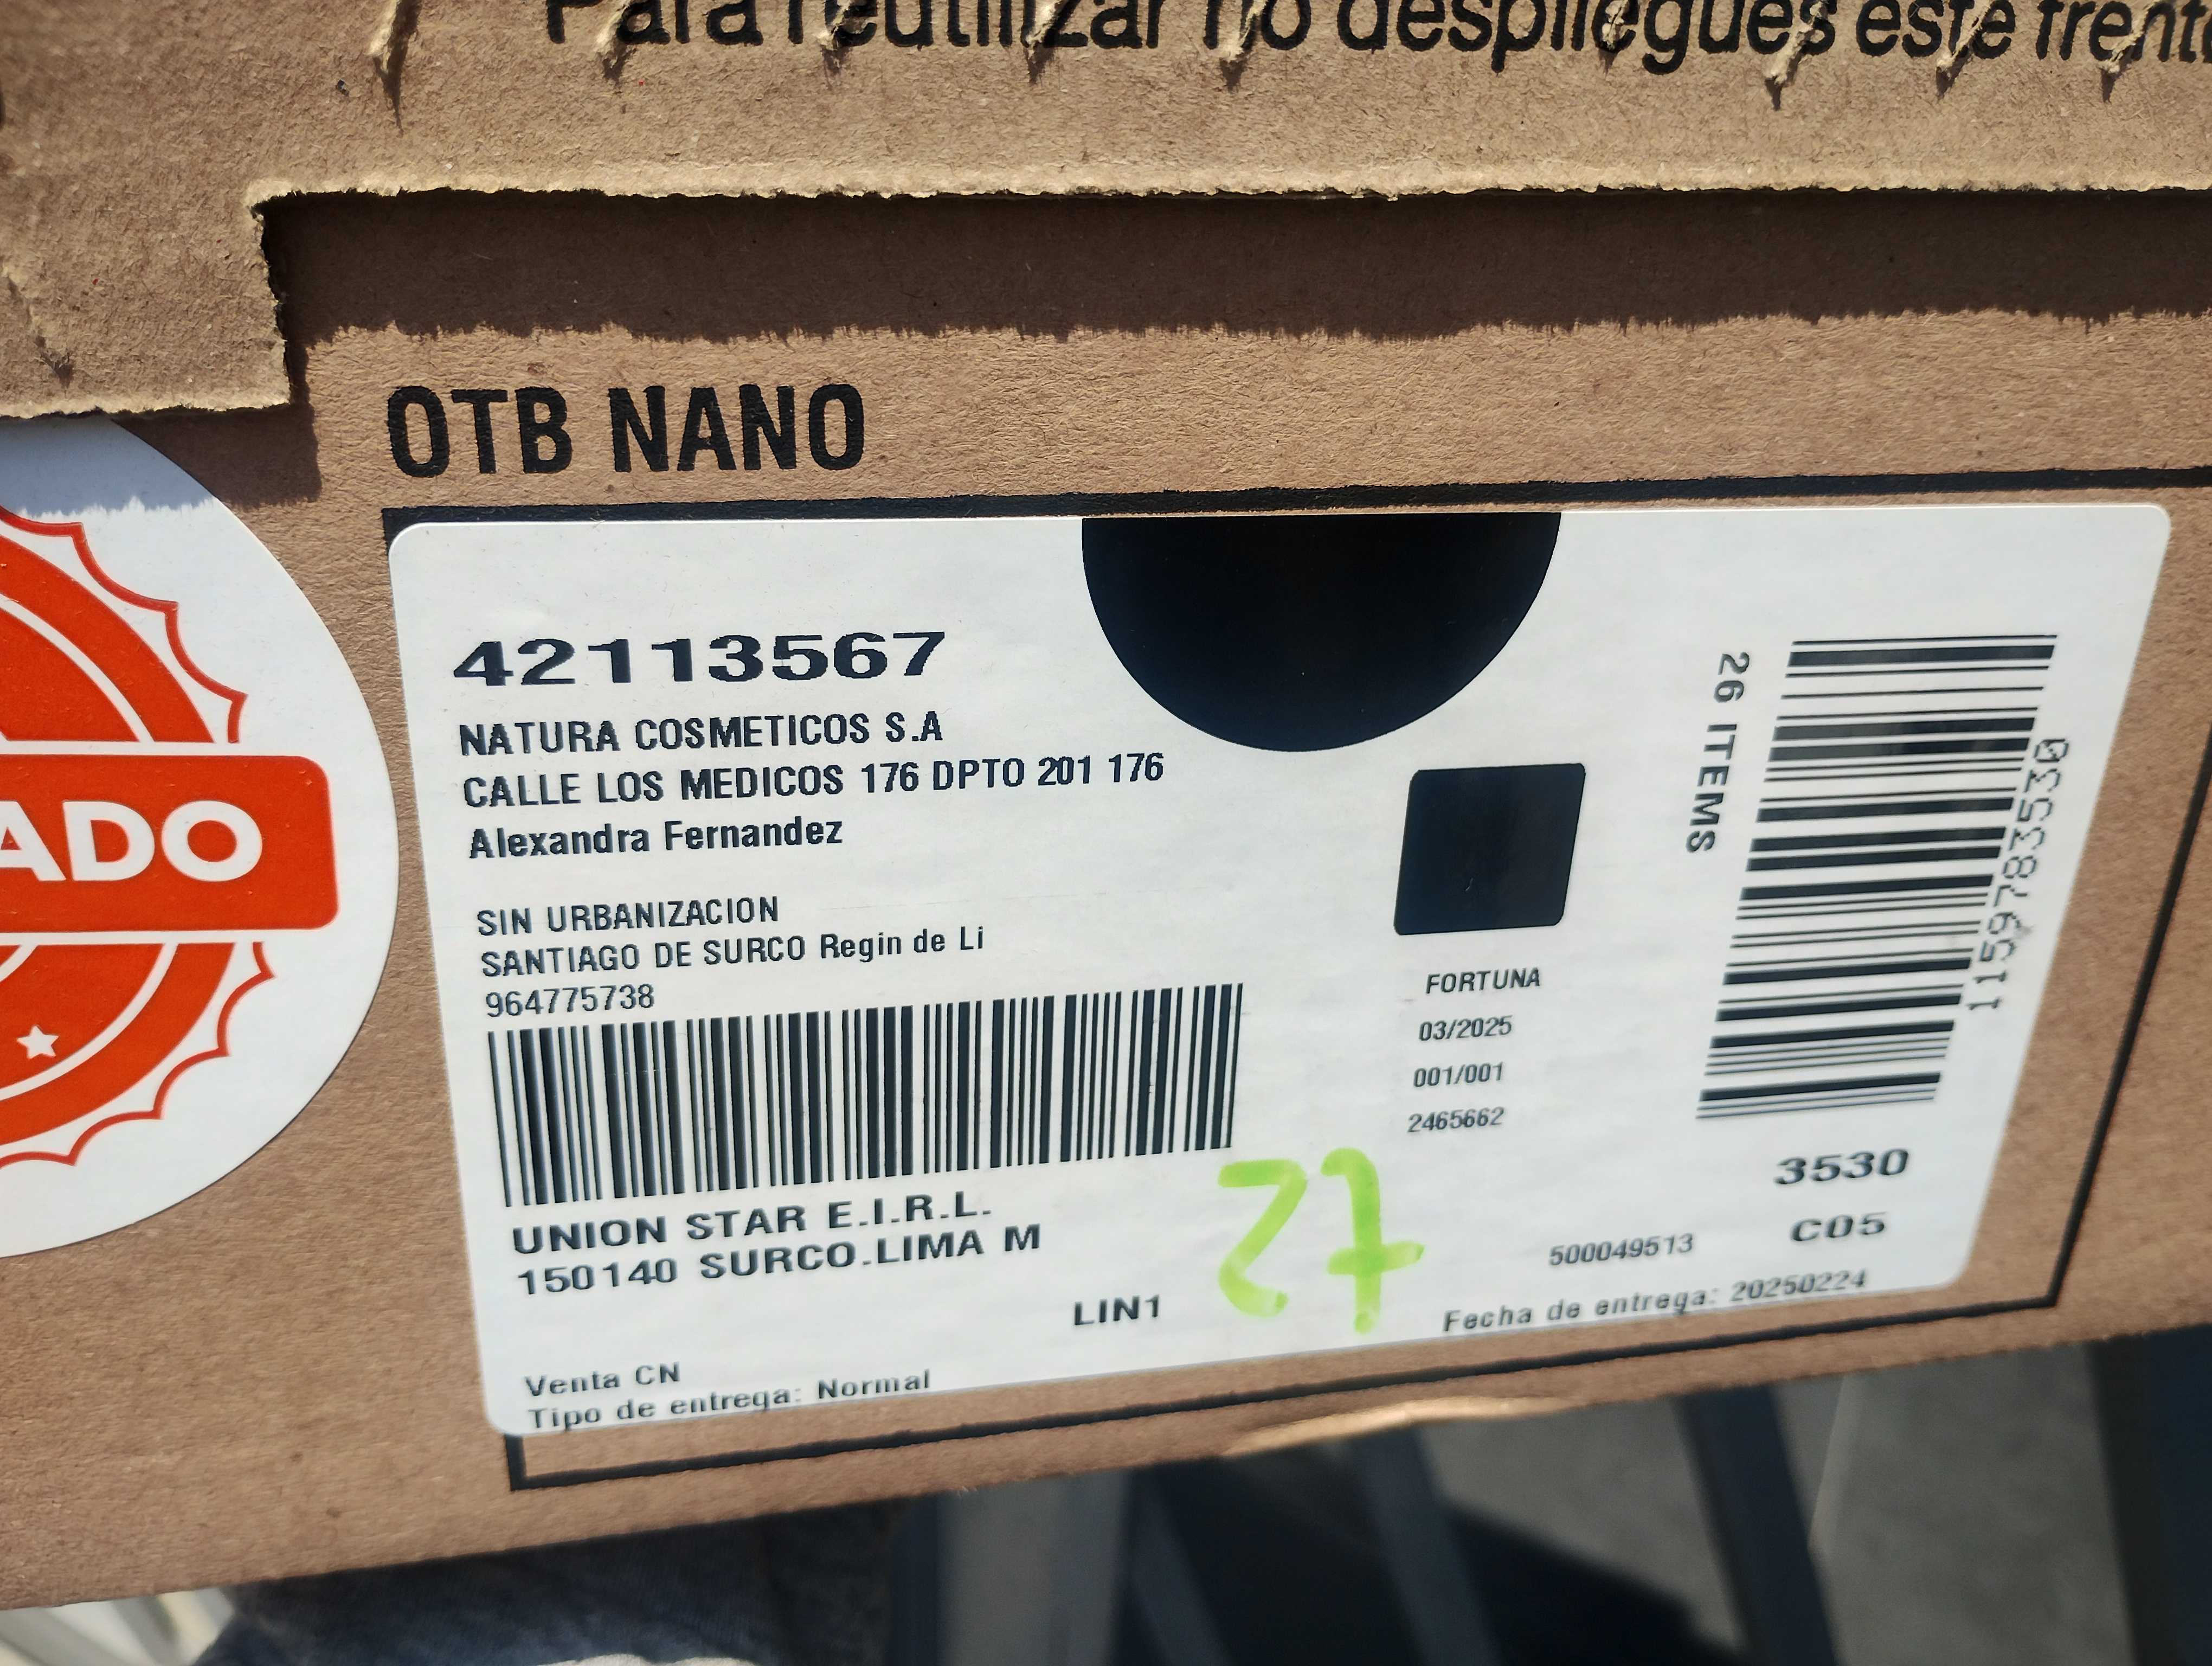 Para reutilizar no despliegues este
OTB NANO
ADO
42113567
NATURA COSMETICOS S.A
CALLE LOS MEDICOS 176 DPTO 201 176
Alexandra Fernandez
SIN URBANIZACION
SANTIAGO DE SURCO Regin de Li
964775738
UNION STAR E.I.R.L.
150140 SURCO.LIMA M
LIN1
Venta CN
Tipo de entrega: Normal
FORTUNA
03/2025
001/001
2465662
26 ITEMS
1159783530
3530
C05
500049513
Fecha de entrega: 20250224